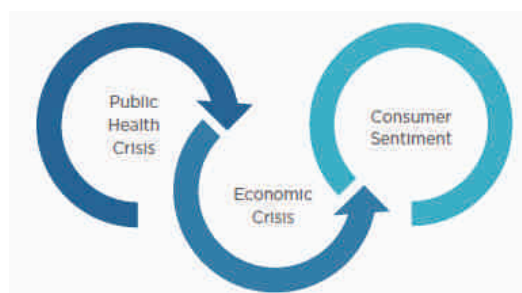 Public
Health
Crisis
Consumer
Sentiment
Economic
Crisis